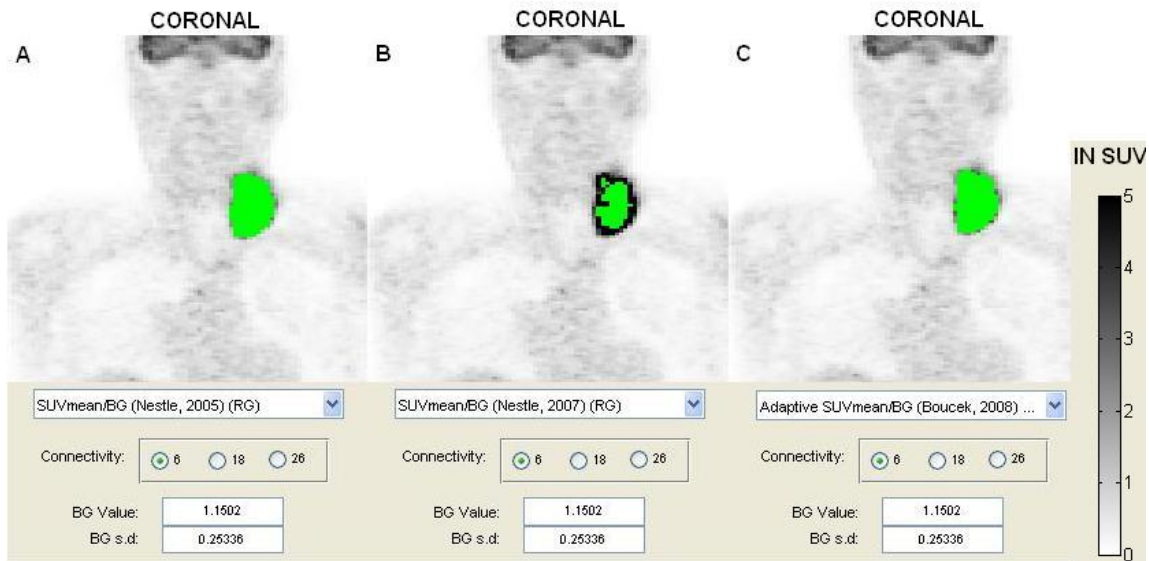 CORONAL
CORONAL
CORONAL
A
B
C
IN SUV
5
4
3
2
1
0
SUVmean/BG (Nestle, 2005) (RG)
SUVmean/BG (Nestle, 2007) (RG)
Adaptive SUVmean/BG (Boucek, 2008) ...
Connectivity: 6 18 26
Connectivity: 6 18 26
Connectivity: 6 18 26
BG Value: 1.1502
BG Value: 1.1502
BG Value: 1.1502
BG s.d: 0.25336
BG s.d: 0.25336
BG s.d: 0.25336